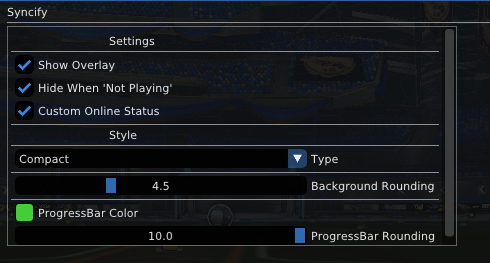 Syncify
Settings
Show Overlay
Hide When 'Not Playing'
Custom Online Status
Style
Compact Type
4.5 Background Rounding
ProgressBar Color
10.0 ProgressBar Rounding